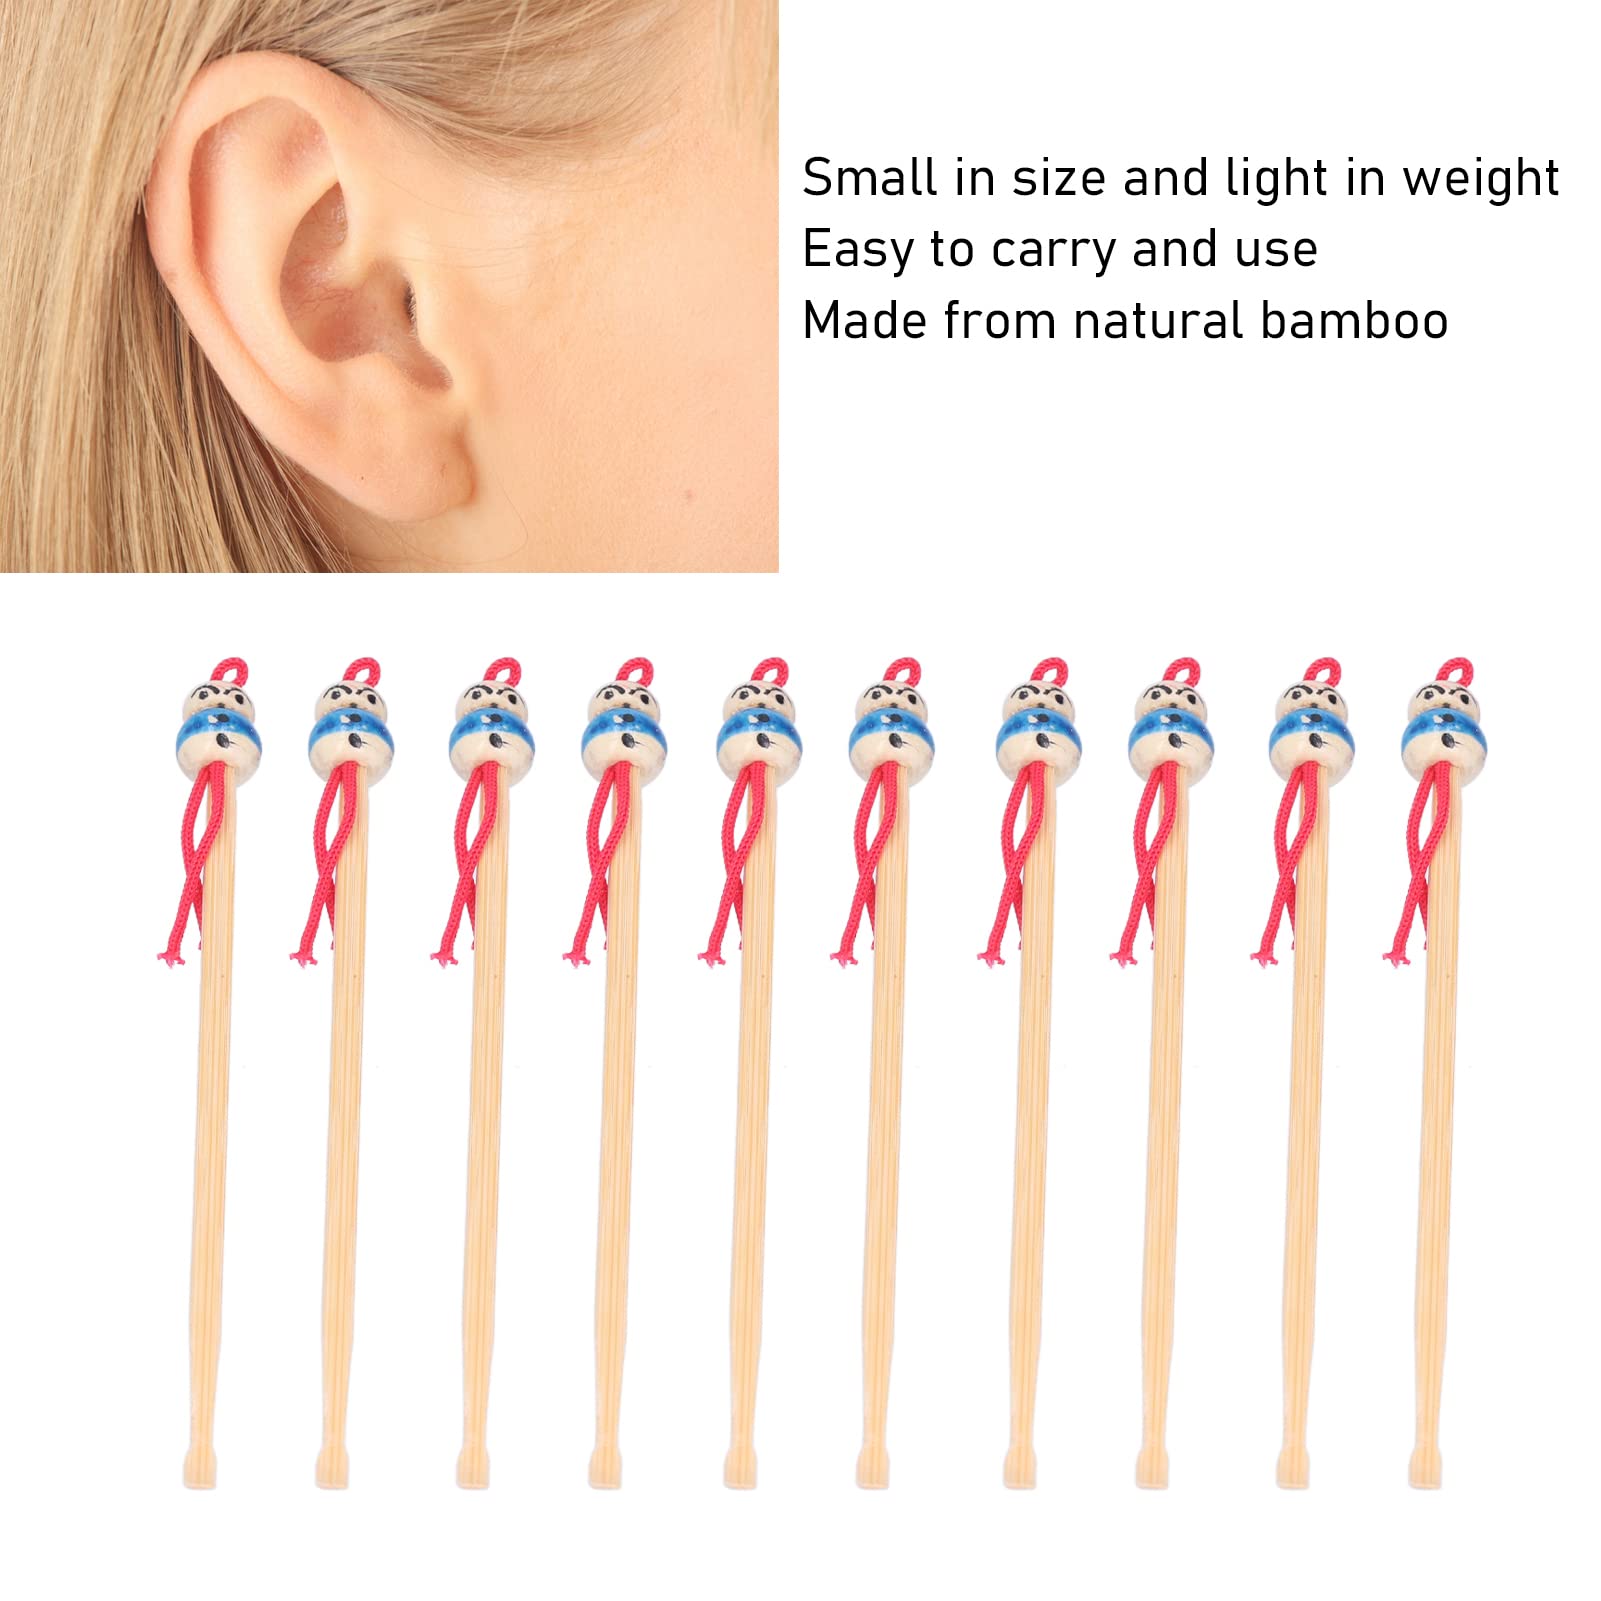 Small in size and light in weight
Easy to carry and use
Made from natural bamboo